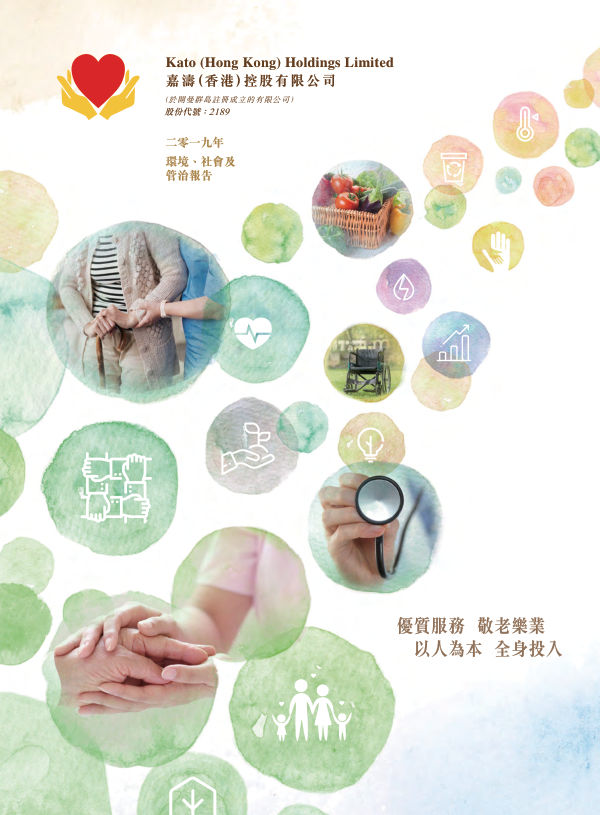 Kato (Hong Kong) Holdings Limited
嘉濤(香港)控股有限公司
(於開曼群島註冊成立的有限公司)
股份代號：2189
二零一九年
環境、社會及
管治報告
優質服務 敬老樂業
以人為本 全身投入